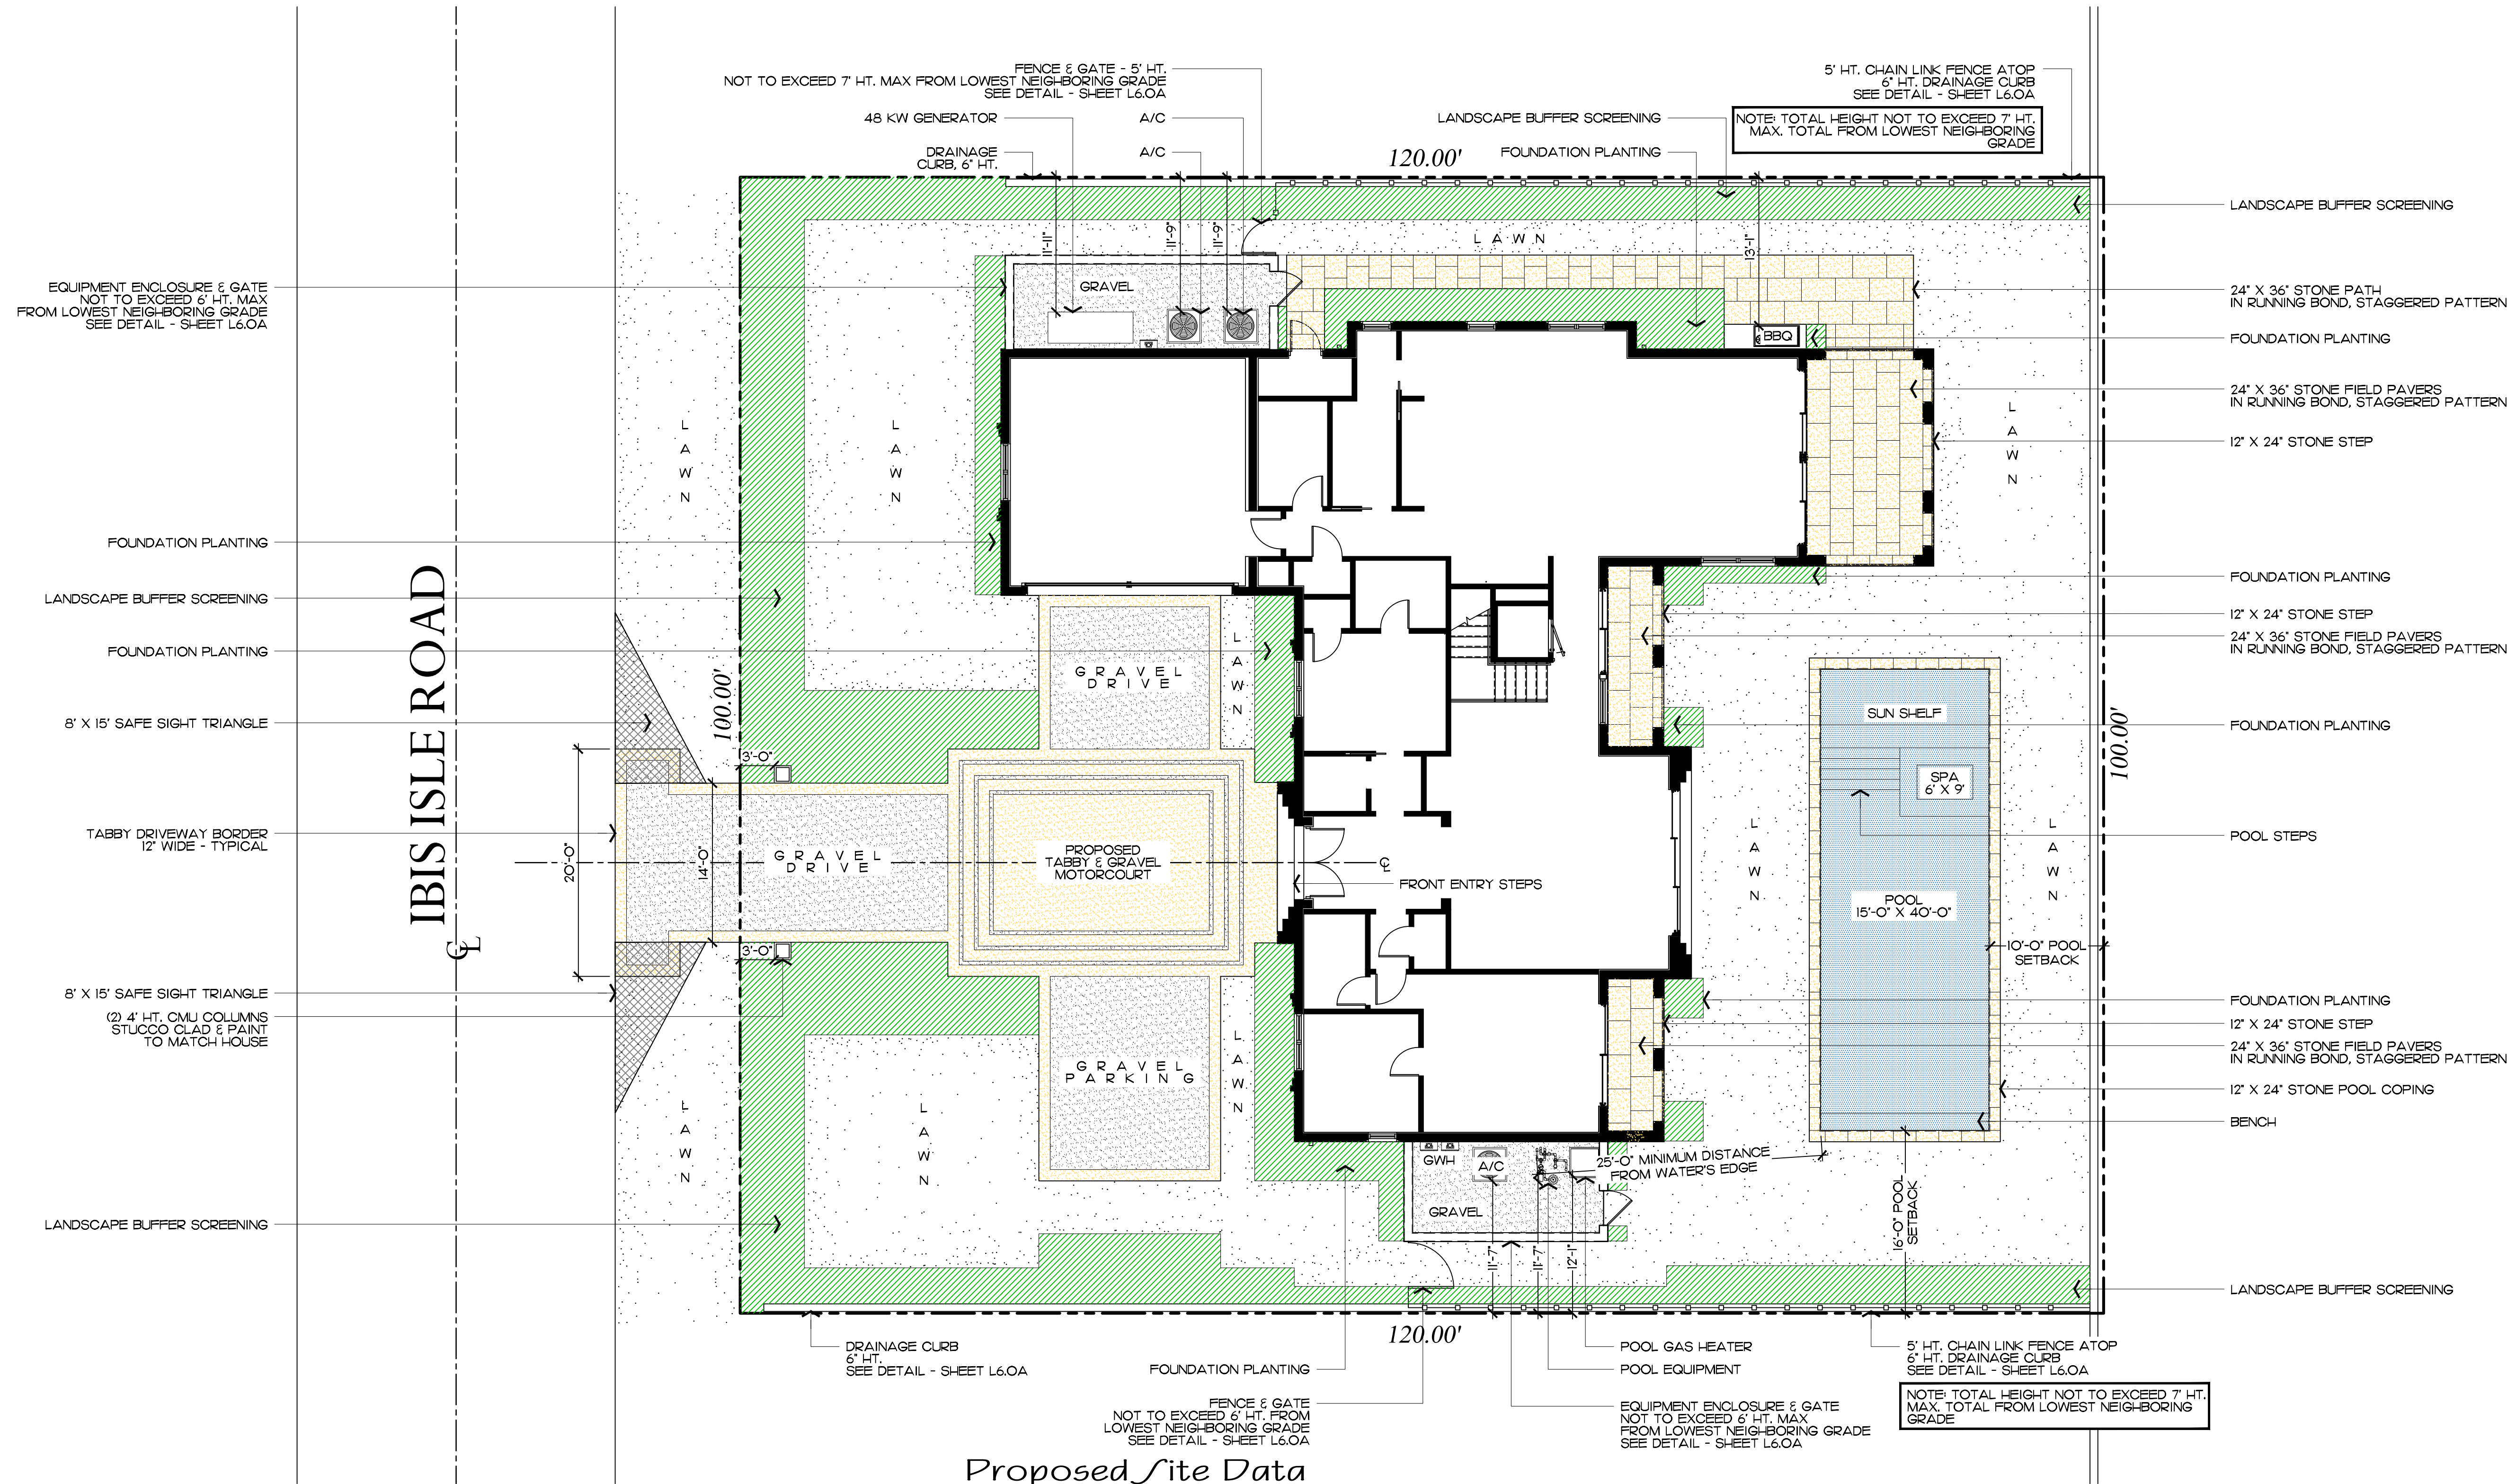 FENCE & GATE - 5' HT.
NOT TO EXCEED 7' HT. MAX FROM LOWEST NEIGHBORING GRADE
SEE DETAIL - SHEET L6.0A
48 KW GENERATOR
A/C
DRAINAGE
CURB, 6" HT.
A/C
LANDSCAPE BUFFER SCREENING
FOUNDATION PLANTING
120.00'
5' HT. CHAIN LINK FENCE ATOP
6" HT. DRAINAGE CURB
SEE DETAIL - SHEET L6.0A
NOTE: TOTAL HEIGHT NOT TO EXCEED 7' HT.
MAX. TOTAL FROM LOWEST NEIGHBORING
GRADE
EQUIPMENT ENCLOSURE & GATE
NOT TO EXCEED 6' HT. MAX
FROM LOWEST NEIGHBORING GRADE
SEE DETAIL - SHEET L6.0A
FOUNDATION PLANTING
LANDSCAPE BUFFER SCREENING
FOUNDATION PLANTING
8' X 15' SAFE SIGHT TRIANGLE
TABBY DRIVEWAY BORDER
12" WIDE - TYPICAL
8' X 15' SAFE SIGHT TRIANGLE
(2) 4' HT. CMU COLUMNS
STUCCO CLAD & PAINT
TO MATCH HOUSE
LANDSCAPE BUFFER SCREENING
IBIS ISLE ROAD
CL
11'-11"
11'-9"
11'-9"
13'-1"
LAWN
GRAVEL
BBQ
LAWN
LAWN
LAWN
100.00'
GRAVEL
DRIVE
LAWN
3'-0"
20'-0"
14'-0"
GRAVEL
DRIVE
PROPOSED
TABBY & GRAVEL
MOTORCOURT
CL
FRONT ENTRY STEPS
3'-0"
GRAVEL
PARKING
LAWN
LAWN
LAWN
SUN SHELF
SPA
6' X 9'
POOL
15'-0" X 40'-0"
LAWN
LAWN
10'-0" POOL
SETBACK
100.00'
GWH
A/C
GRAVEL
25'-0" MINIMUM DISTANCE
FROM WATER'S EDGE
16'-0" POOL
SETBACK
11'-7"
11'-7"
12'-1"
LANDSCAPE BUFFER SCREENING
24" X 36" STONE PATH
IN RUNNING BOND, STAGGERED PATTERN
FOUNDATION PLANTING
24" X 36" STONE FIELD PAVERS
IN RUNNING BOND, STAGGERED PATTERN
12" X 24" STONE STEP
FOUNDATION PLANTING
12" X 24" STONE STEP
24" X 36" STONE FIELD PAVERS
IN RUNNING BOND, STAGGERED PATTERN
FOUNDATION PLANTING
POOL STEPS
FOUNDATION PLANTING
12" X 24" STONE STEP
24" X 36" STONE FIELD PAVERS
IN RUNNING BOND, STAGGERED PATTERN
12" X 24" STONE POOL COPING
BENCH
LANDSCAPE BUFFER SCREENING
120.00'
DRAINAGE CURB
6" HT.
SEE DETAIL - SHEET L6.0A
FOUNDATION PLANTING
FENCE & GATE
NOT TO EXCEED 6' HT. FROM
LOWEST NEIGHBORING GRADE
SEE DETAIL - SHEET L6.0A
POOL GAS HEATER
POOL EQUIPMENT
EQUIPMENT ENCLOSURE & GATE
NOT TO EXCEED 6' HT. MAX
FROM LOWEST NEIGHBORING GRADE
SEE DETAIL - SHEET L6.0A
5' HT. CHAIN LINK FENCE ATOP
6" HT. DRAINAGE CURB
SEE DETAIL - SHEET L6.0A
NOTE: TOTAL HEIGHT NOT TO EXCEED 7' HT.
MAX. TOTAL FROM LOWEST NEIGHBORING
GRADE
Proposed Site Data